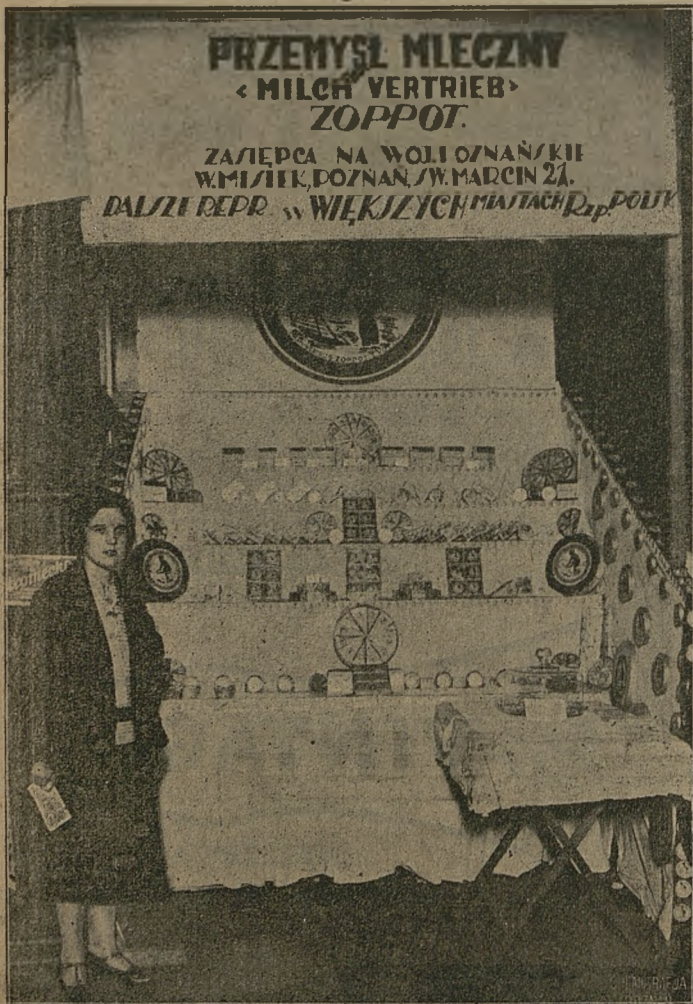 PRZEMYSŁ MLECZNY
< MILCH VERTRIEB >
ZOPPOT.
ZASTĘPCA NA WOJ. POZNAŃSKIE
W. MISIEK, POZNAŃ, ŚW. MARCIN 21.
DALSZE REPR. W WIĘKSZYCH MIASTACH Rzp. POLSK
ZOPPOT